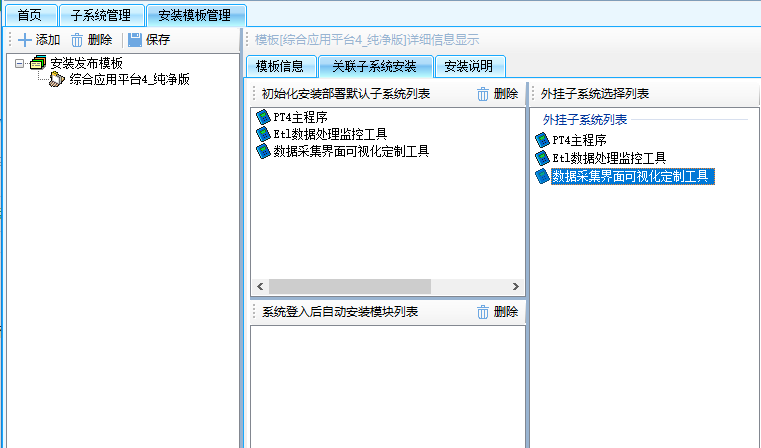 首页 子系统管理 安装模板管理
添加 删除 保存
安装发布模板
综合应用平台4_纯净版
模板[综合应用平台4_纯净版]详细信息显示
模板信息 关联子系统安装 安装说明
初始化安装部署默认子系统列表 删除
PT4主程序
Etl数据处理监控工具
数据采集界面可视化定制工具
系统登入后自动安装模块列表 删除
外挂子系统选择列表
外挂子系统列表
PT4主程序
Etl数据处理监控工具
数据采集界面可视化定制工具